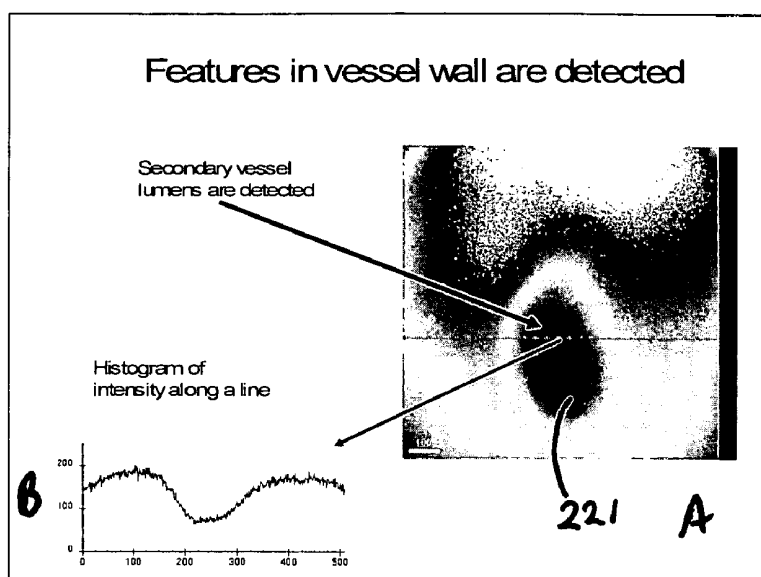 Features in vessel wall are detected
Secondary vessel
lumens are detected
Histogram of
intensity along a line
B
200
100
0
0 100 200 300 400 500
221 A